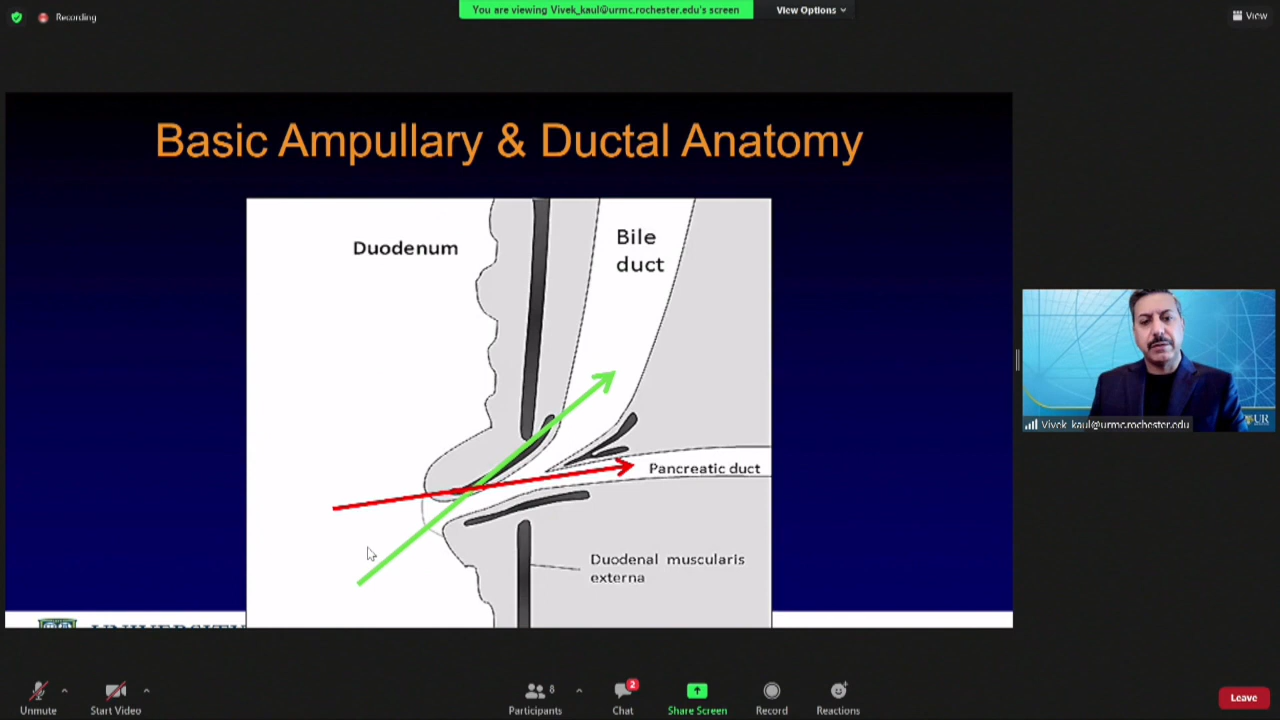 Recording
You are viewing Vivek_kaul@urmc.rochester.edu's screen
View Options
View
Basic Ampullary & Ductal Anatomy
Duodenum
Bile
duct
Pancreatic duct
Duodenal muscularis
externa
UNIVERSITY
Vivek_kaul@urmc.rochester.edu
UR
Unmute
Start Video
8
Participants
2
Chat
Share Screen
Record
Reactions
Leave